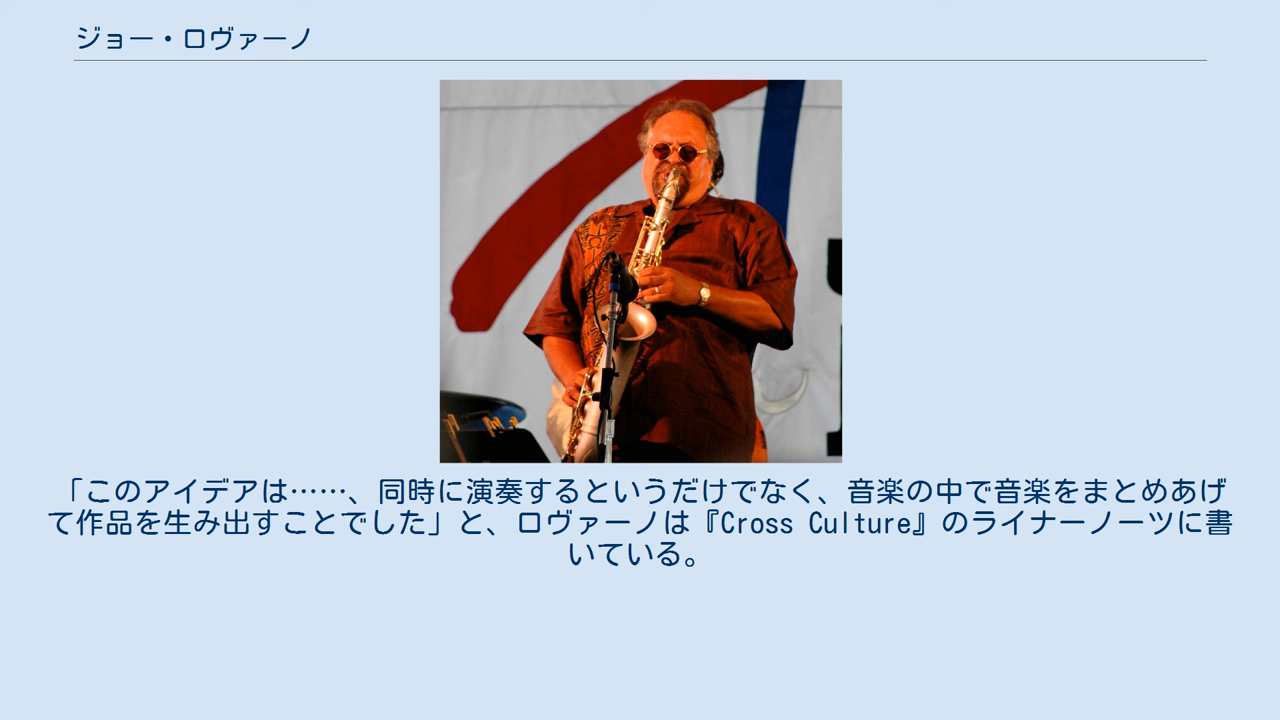 ジョー・ロヴァーノ
「このアイデアは……、同時に演奏するというだけでなく、音楽の中で音楽をまとめあげ
て作品を生み出すことでした」と、ロヴァーノは『Cross Culture』のライナーノーツに書
いている。